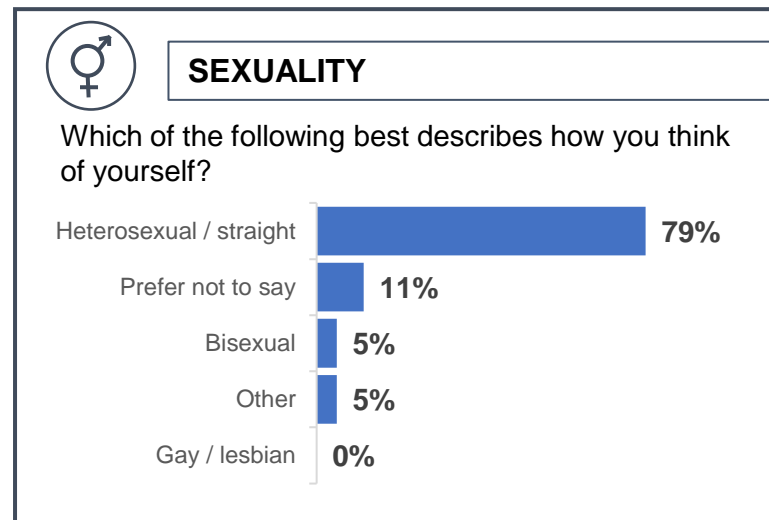 SEXUALITY
Which of the following best describes how you think
of yourself?
Heterosexual / straight 79%
Prefer not to say 11%
Bisexual 5%
Other 5%
Gay / lesbian 0%